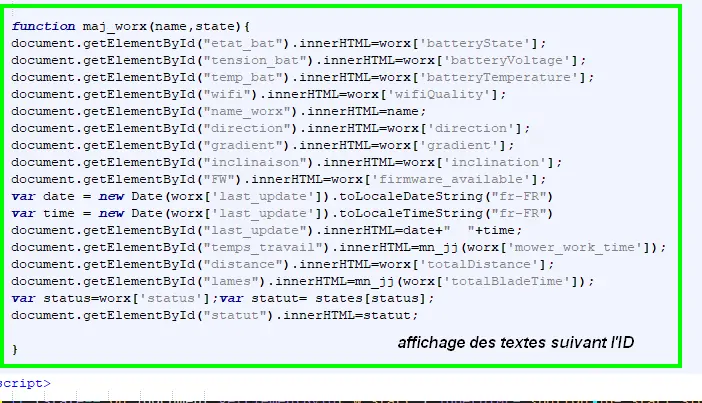 function maj_worx(name,state){
document.getElementById("etat_bat").innerHTML=worx['batteryState'];
document.getElementById("tension_bat").innerHTML=worx['batteryVoltage'];
document.getElementById("temp_bat").innerHTML=worx['batteryTemperature'];
document.getElementById("wifi").innerHTML=worx['wifiQuality'];
document.getElementById("name_worx").innerHTML=name;
document.getElementById("direction").innerHTML=worx['direction'];
document.getElementById("gradient").innerHTML=worx['gradient'];
document.getElementById("inclinaison").innerHTML=worx['inclination'];
document.getElementById("FW").innerHTML=worx['firmware_available'];
var date = new Date(worx['last_update']).toLocaleDateString("fr-FR")
var time = new Date(worx['last_update']).toLocaleTimeString("fr-FR")
document.getElementById("last_update").innerHTML=date+"  "+time;
document.getElementById("temps_travail").innerHTML=mn_jj(worx['mower_work_time']);
document.getElementById("distance").innerHTML=worx['totalDistance'];
document.getElementById("lames").innerHTML=mn_jj(worx['totalBladeTime']);
var status=worx['status'];var statut= states[status];
document.getElementById("statut").innerHTML=statut;
affichage des textes suivant l'ID
}
script>